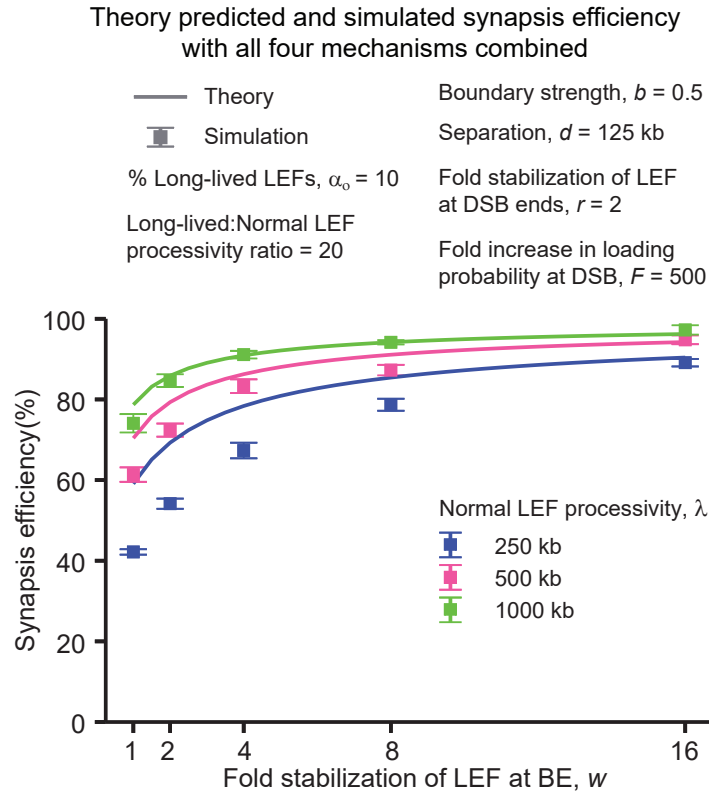 Theory predicted and simulated synapsis efficiency
with all four mechanisms combined
Theory
Simulation
% Long-lived LEFs, αo = 10
Long-lived:Normal LEF
processivity ratio = 20
Boundary strength, b = 0.5
Separation, d = 125 kb
Fold stabilization of LEF
at DSB ends, r = 2
Fold increase in loading
probability at DSB, F = 500
Synapsis efficiency(%)
100
80
60
40
20
0
Normal LEF processivity, λ
250 kb
500 kb
1000 kb
1 2 4 8 16
Fold stabilization of LEF at BE, w